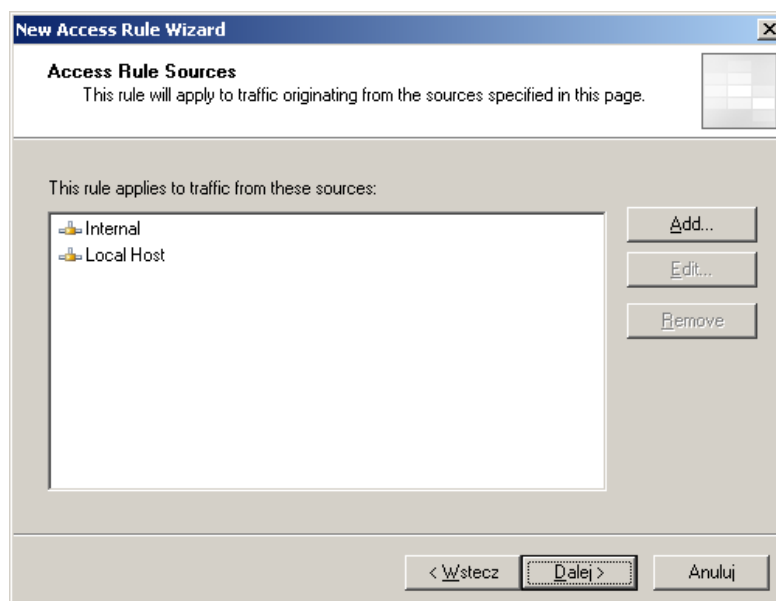 New Access Rule Wizard
Access Rule Sources
This rule will apply to traffic originating from the sources specified in this page.
This rule applies to traffic from these sources:
Internal
Local Host
Add...
Edit...
Remove
< Wstecz
Dalej >
Anuluj